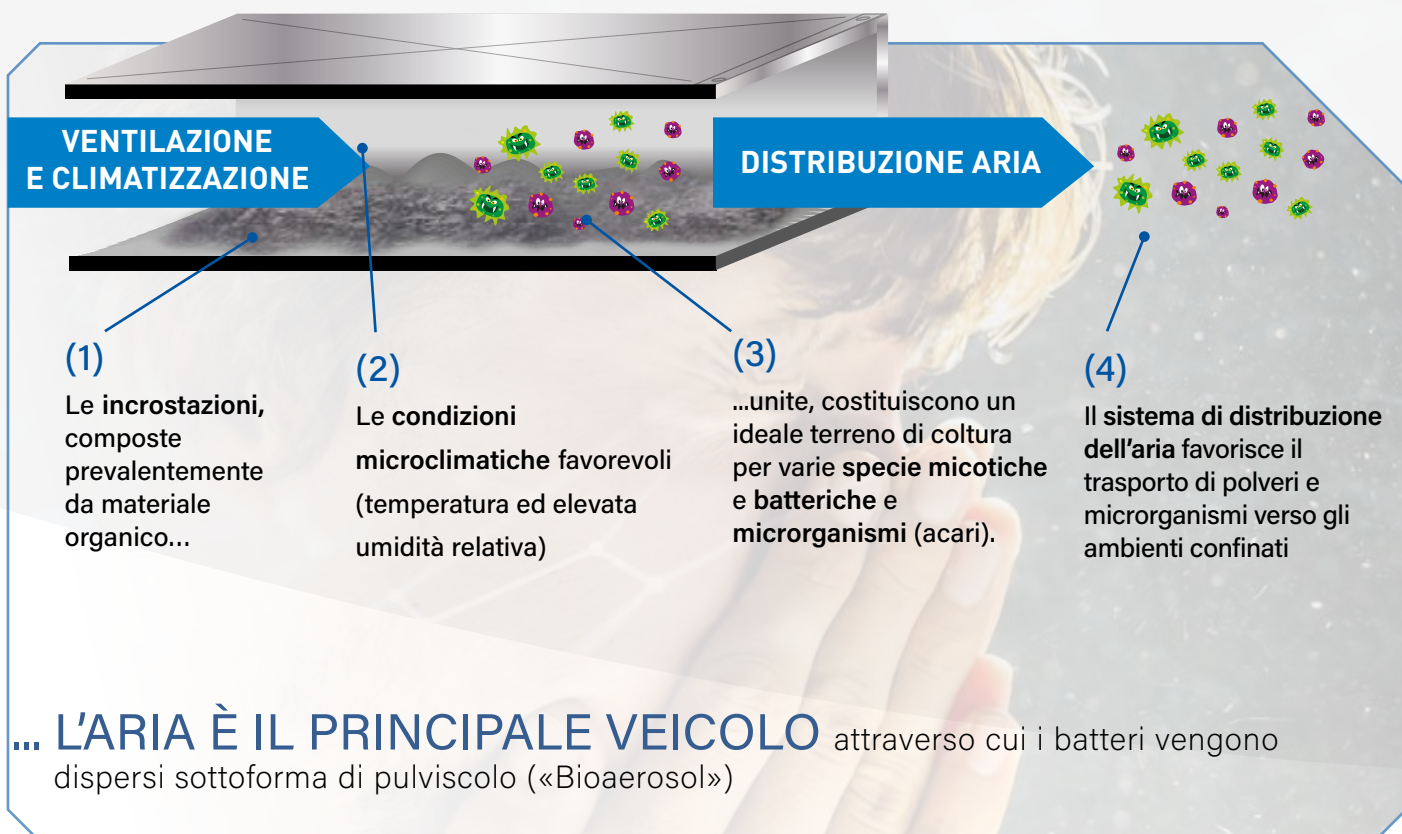 VENTILAZIONE
E CLIMATIZZAZIONE
DISTRIBUZIONE ARIA
(1)
Le incrostazioni,
composte
prevalentemente
da materiale
organico...
(2)
Le condizioni
microclimatiche favorevoli
(temperatura ed elevata
umidità relativa)
(3)
...unite, costituiscono un
ideale terreno di coltura
per varie specie micotiche
e batteriche e
microrganismi (acari).
(4)
Il sistema di distribuzione
dell'aria favorisce il
trasporto di polveri e
microrganismi verso gli
ambienti confinati
... L'ARIA È IL PRINCIPALE VEICOLO attraverso cui i batteri vengono
dispersi sottoforma di pulviscolo («Bioaerosol»)